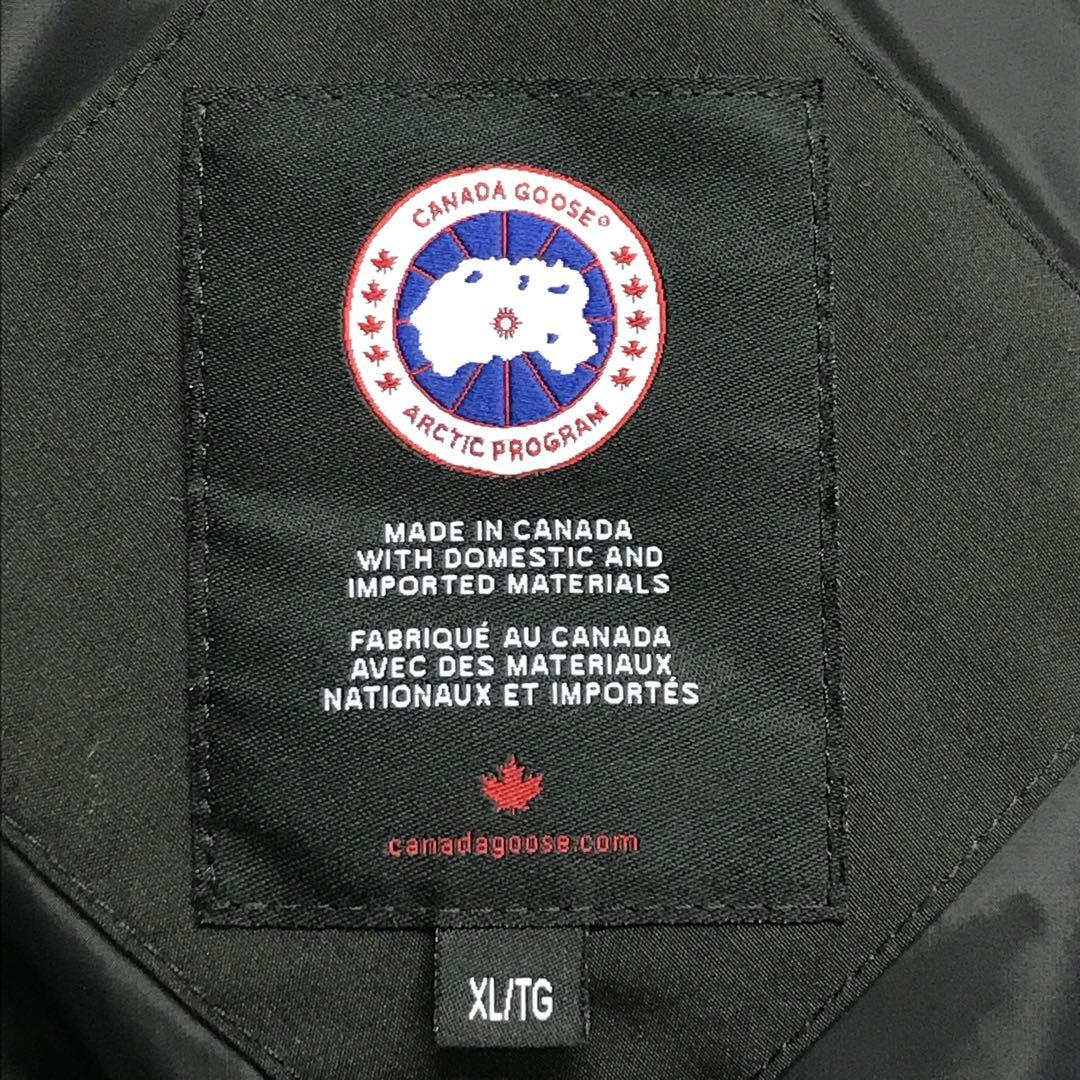 CANADA GOOSE®
ARCTIC PROGRAM
MADE IN CANADA
WITH DOMESTIC AND
IMPORTED MATERIALS
FABRIQUÉ AU CANADA
AVEC DES MATERIAUX
NATIONAUX ET IMPORTÉS
canadagoose.com
XL/TG